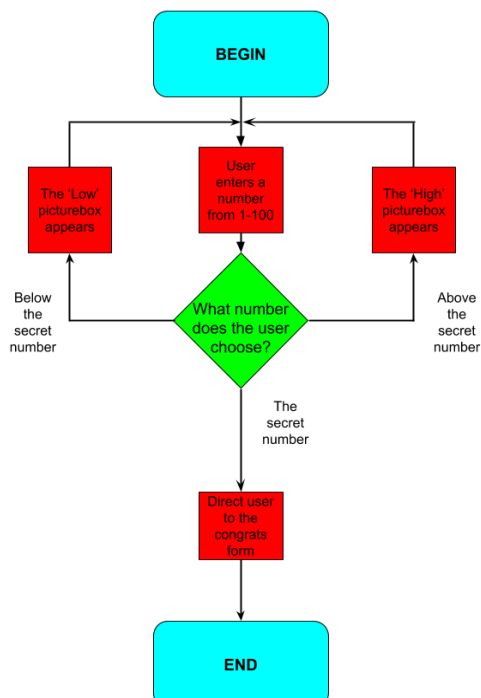 BEGIN
The 'Low'
picturebox
appears
User
enters a
number
from 1-100
The 'High'
picturebox
appears
Below
the
secret
number
What number
does the user
choose?
Above
the
secret
number
The
secret
number
Direct user
to the
congrats
form
END